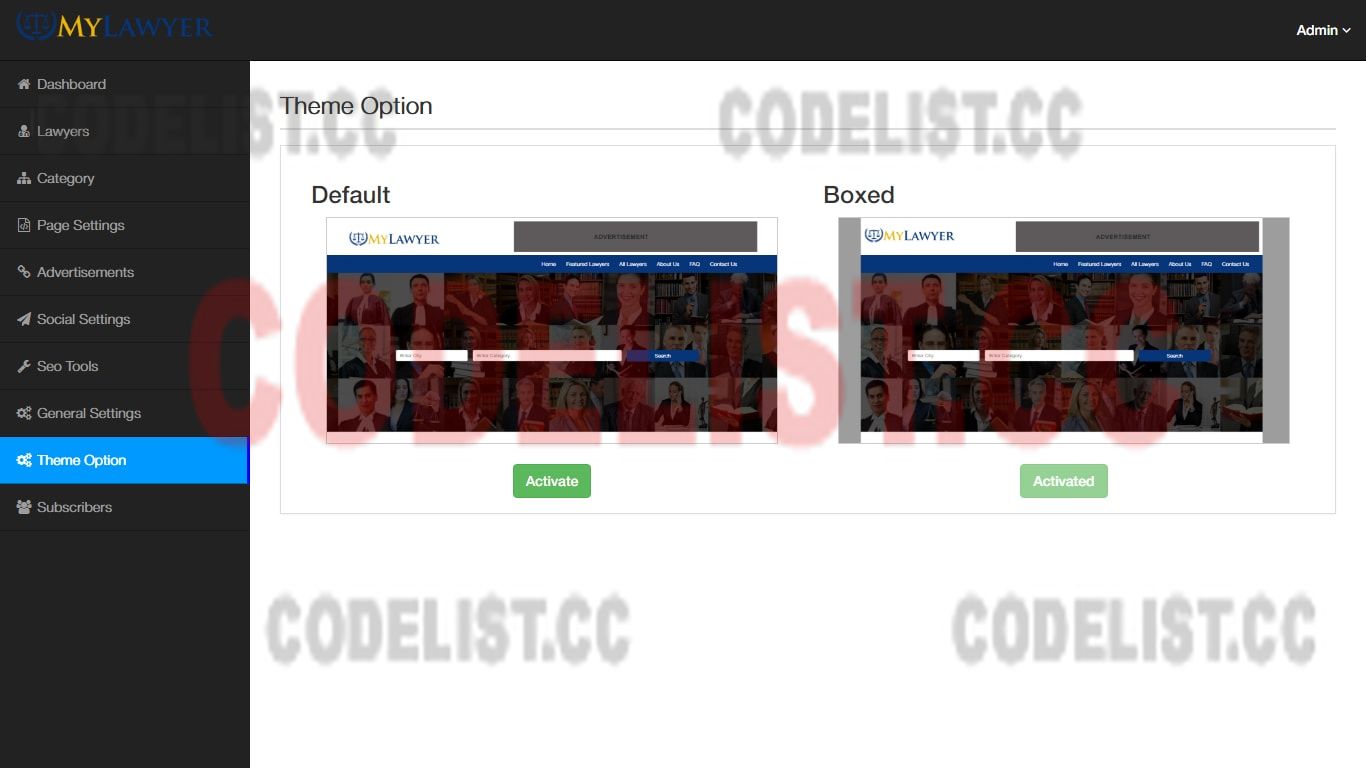 MYLAWYER
Admin
Dashboard
Lawyers
Category
Page Settings
Advertisements
Social Settings
Seo Tools
General Settings
Theme Option
Subscribers
Theme Option
CODELIST.CC
CODELIST.CC
Default
MYLAWYER
ADVERTISEMENT
Home Featured Lawyers All Lawyers About Us FAQ Contact Us
Enter City Enter Category Search
Activate
Boxed
MYLAWYER
ADVERTISEMENT
Home Featured Lawyers All Lawyers About Us FAQ Contact Us
Enter City Enter Category Search
Activated
CODELIST.CC
CODELIST.CC
CODELIST.CC